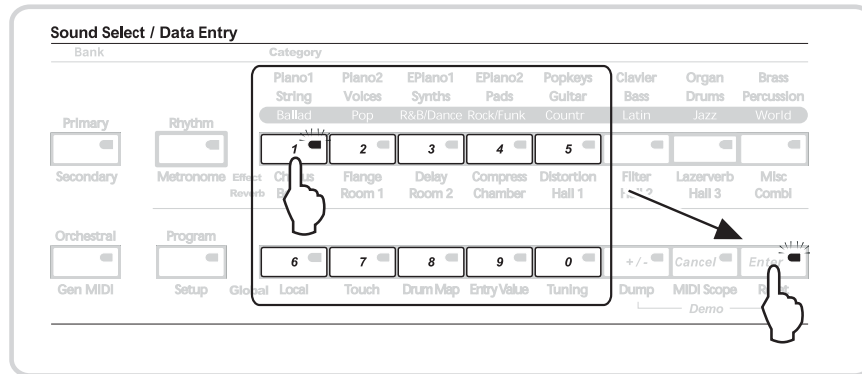 Sound Select / Data Entry
Bank Category
Piano1 Piano2 EPiano1 EPiano2 Popkeys Clavier Organ Brass
String Voices Synths Pads Guitar Bass Drums Percussion
Ballad Pop R&B/Dance Rock/Funk Countr Latin Jazz World
Primary Rhythm
1 2 3 4 5
Secondary Metronome Effect Flange Delay Compress Distortion Filter Lazerverb Misc
Reverb Room 1 Room 2 Chamber Hall 1 Hall 3 Combi
Orchestral Program
6 7 8 9 0 +/- Cancel Enter
Gen MIDI Setup Global Local Touch Drum Map Entry Value Tuning Dump MIDI Scope
Demo